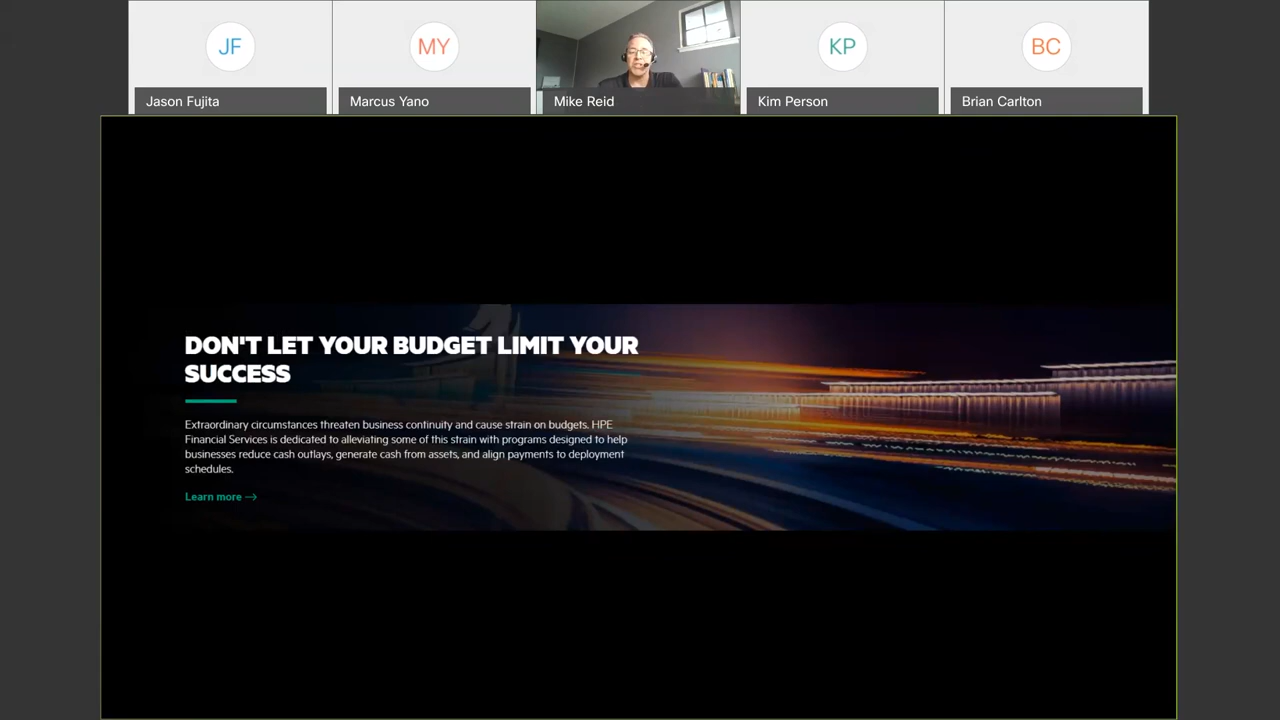 JF
MY
KP
BC
Jason Fujita
Marcus Yano
Mike Reid
Kim Person
Brian Carlton
DON'T LET YOUR BUDGET LIMIT YOUR
SUCCESS
Extraordinary circumstances threaten business continuity and cause strain on budgets. HPE
Financial Services is dedicated to alleviating some of this strain with programs designed to help
businesses reduce cash outlays, generate cash from assets, and align payments to deployment
schedules.
Learn more →